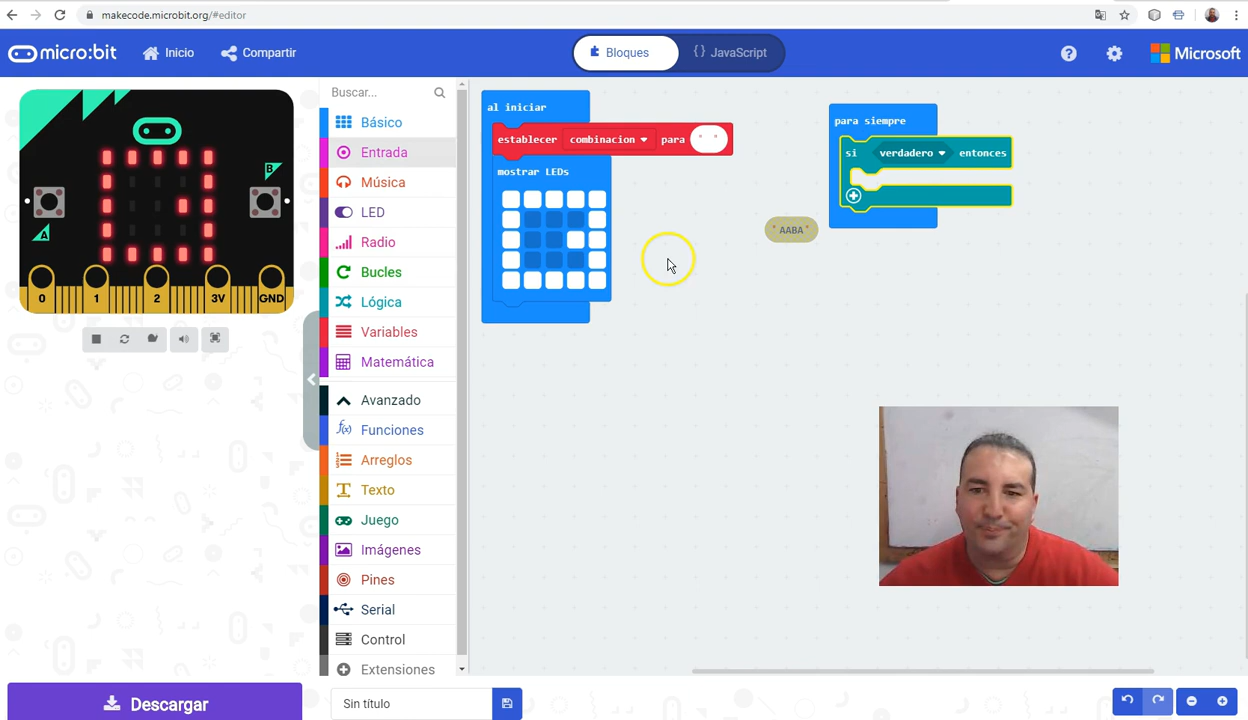 makecode.microbit.org/#editor
micro:bit
Inicio
Compartir
Bloques
{} JavaScript
?
Microsoft
A
B
0
1
2
3V
GND
Buscar...
Básico
Entrada
Música
LED
Radio
Bucles
Lógica
Variables
Matemática
Avanzado
Funciones
Arreglos
Texto
Juego
Imágenes
Pines
Serial
Control
Extensiones
al iniciar
establecer combinacion para " "
mostrar LEDs
" AABA "
para siempre
si verdadero entonces
Descargar
Sin título